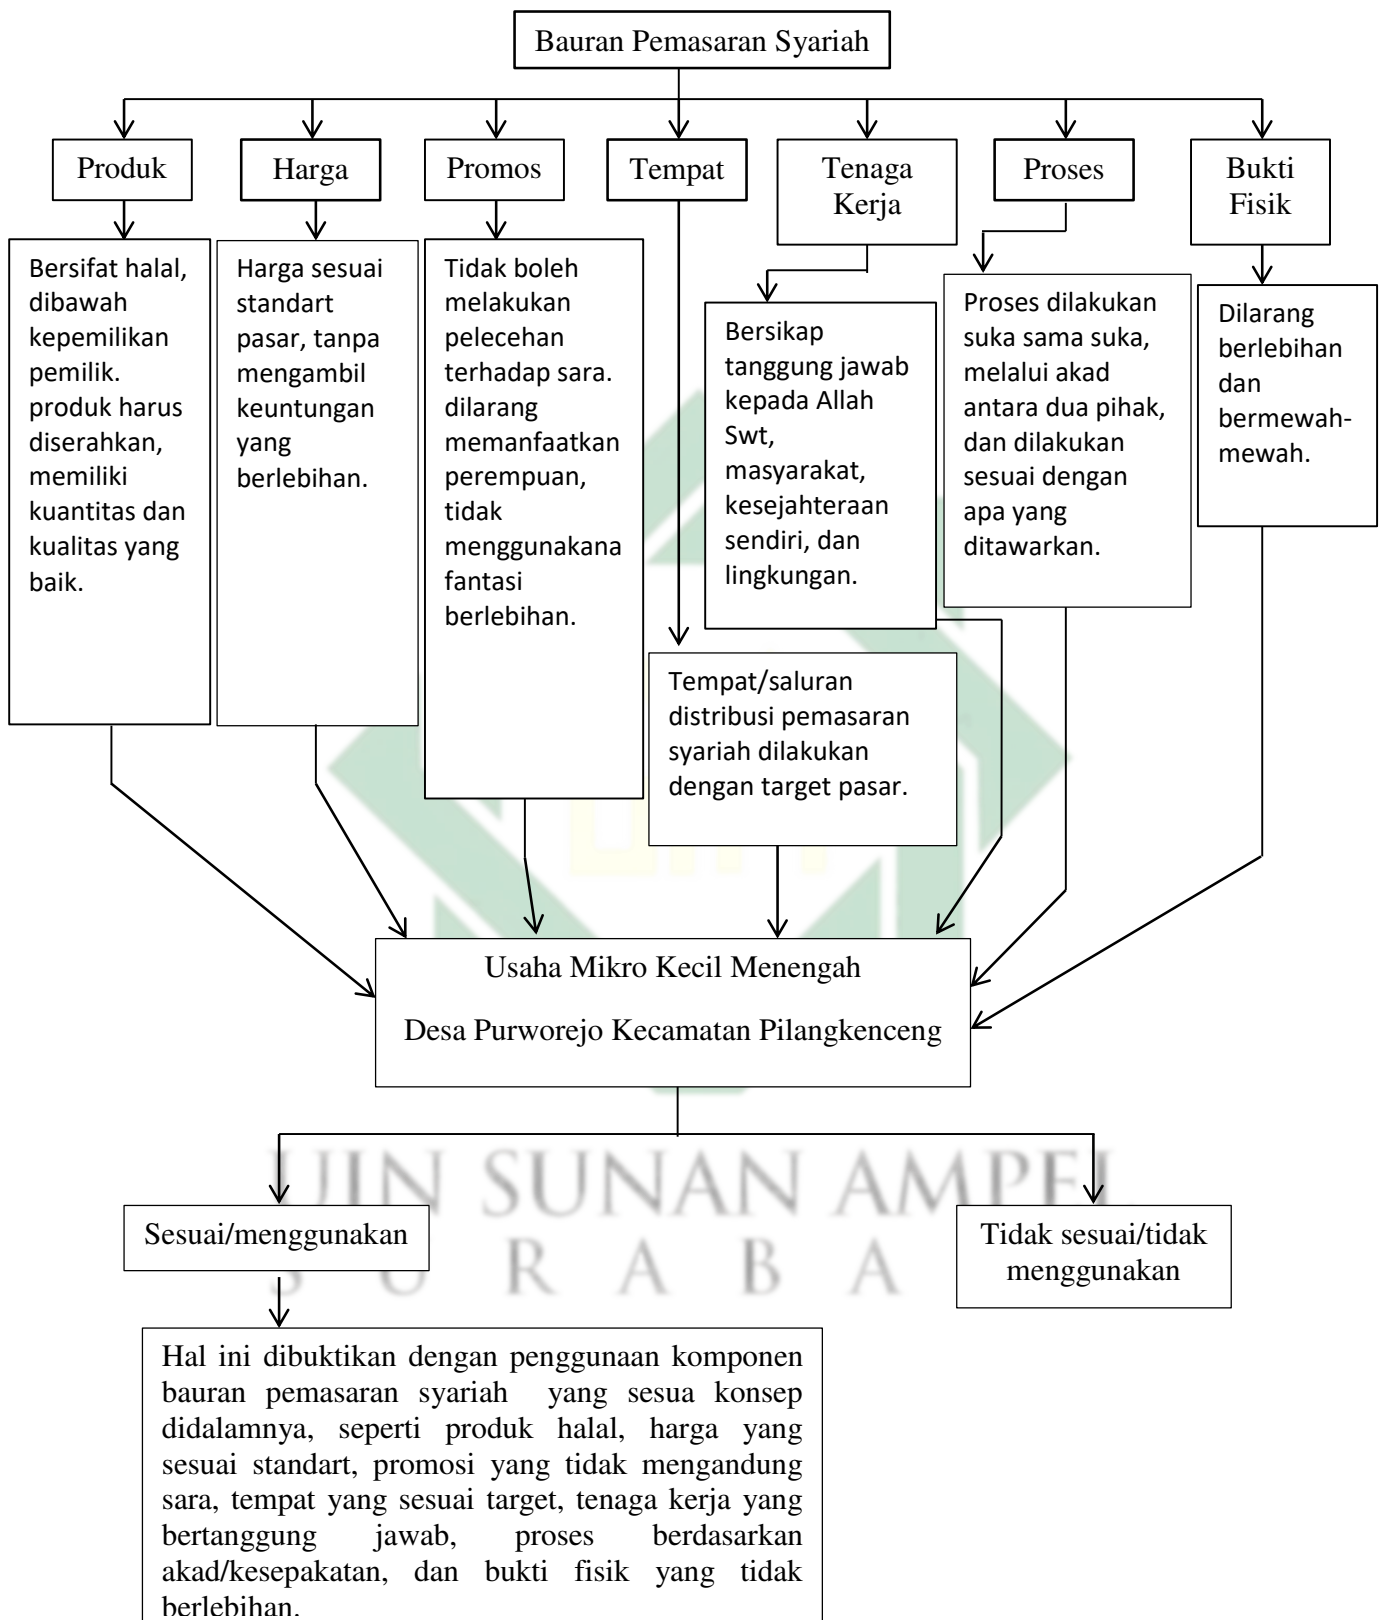 Bauran Pemasaran Syariah
Produk
Harga
Promos
Tempat
Tenaga
Kerja
Proses
Bukti
Fisik
Bersifat halal,
dibawah
kepemilikan
pemilik.
produk harus
diserahkan,
memiliki
kuantitas dan
kualitas yang
baik.
Harga sesuai
standart
pasar, tanpa
mengambil
keuntungan
yang
berlebihan.
Tidak boleh
melakukan
pelecehan
terhadap sara.
dilarang
memanfaatkan
perempuan,
tidak
menggunakana
fantasi
berlebihan.
Tempat/saluran
distribusi pemasaran
syariah dilakukan
dengan target pasar.
Bersikap
tanggung jawab
kepada Allah
Swt,
masyarakat,
kesejahteraan
sendiri, dan
lingkungan.
Proses dilakukan
suka sama suka,
melalui akad
antara dua pihak,
dan dilakukan
sesuai dengan
apa yang
ditawarkan.
Dilarang
berlebihan
dan
bermewah-
mewah.
Usaha Mikro Kecil Menengah
Desa Purworejo Kecamatan Pilangkenceng
UIN SUNAN AMPEL
S U R A B A
Sesuai/menggunakan
Tidak sesuai/tidak
menggunakan
Hal ini dibuktikan dengan penggunaan komponen
bauran pemasaran syariah yang sesua konsep
didalamnya, seperti produk halal, harga yang
sesuai standart, promosi yang tidak mengandung
sara, tempat yang sesuai target, tenaga kerja yang
bertanggung jawab, proses berdasarkan
akad/kesepakatan, dan bukti fisik yang tidak
berlebihan.